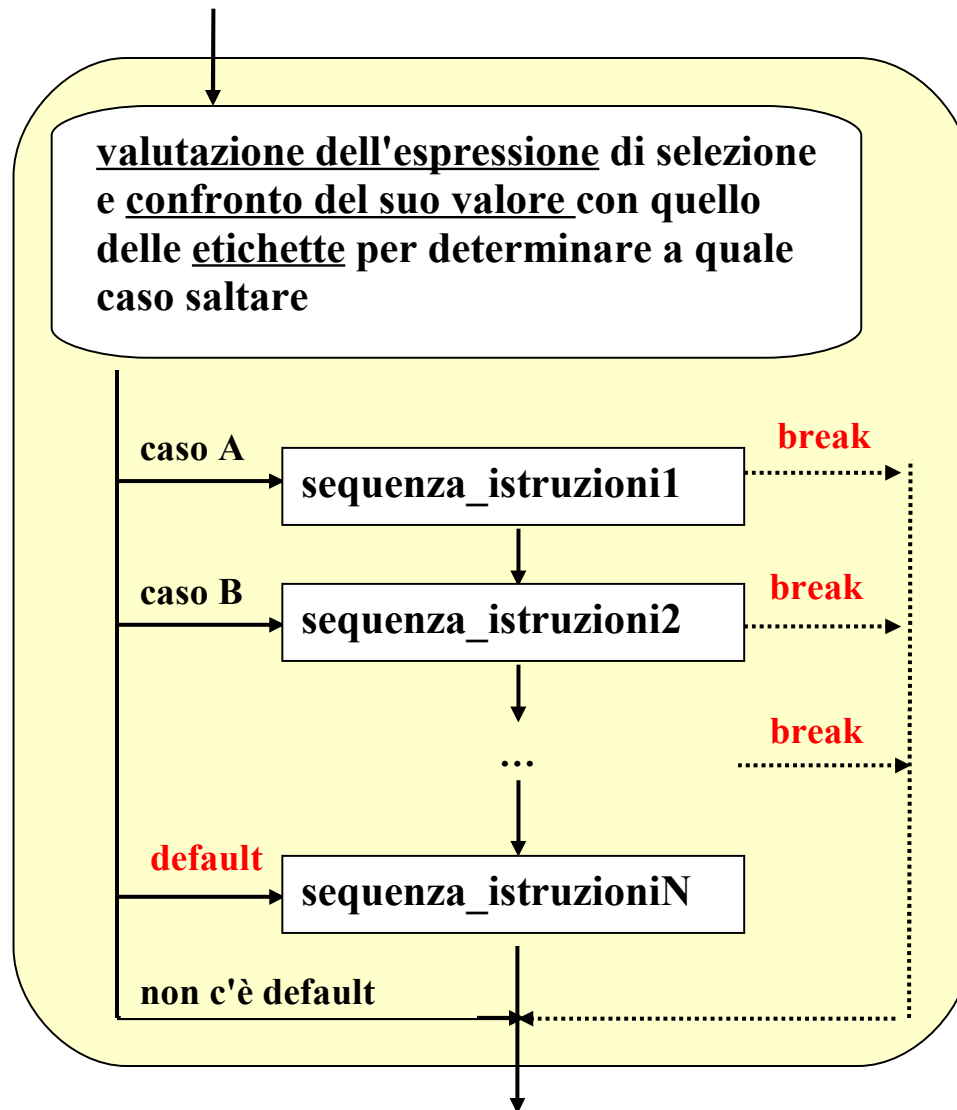 valutazione dell'espressione di selezione
e confronto del suo valore con quello
delle etichette per determinare a quale
caso saltare
caso A
break
sequenza_istruzioni1
caso B
break
sequenza_istruzioni2
break
...
default
sequenza_istruzioniN
non c'è default